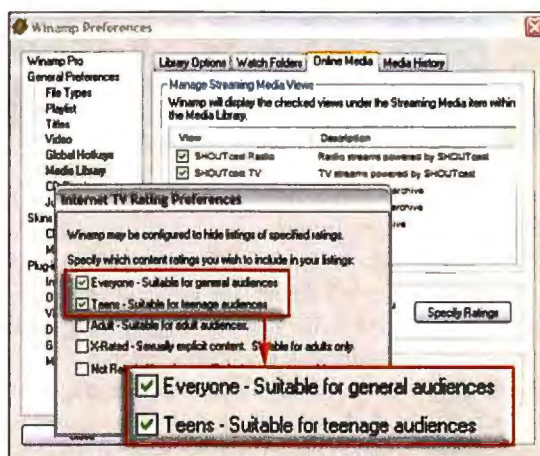 Winamp Preferences
Winamp Pro
General Preferences
File Types
Playlist
Titles
Video
Global Hotkeys
Media Library
Library Options
Watch Folders
Online Media
Media History
Manage Streaming Media Views
Winamp will display the checked views under the Streaming Media item within
the Media Library.
View
Description
SHOUTcast Radio
Radio streams powered by SHOUTcast
SHOUTcast TV
TV streams powered by SHOUTcast
Internet TV Rating Preferences
Winamp may be configured to hide listings of specified ratings.
Specify which content ratings you wish to include in your listings:
Everyone - Suitable for general audiences
Teens - Suitable for teenage audiences
Adult - Suitable for adult audiences.
X-Rated - Sexually explicit content. Suitable for adults only.
Specify Ratings
Everyone - Suitable for general audiences
Teens - Suitable for teenage audiences